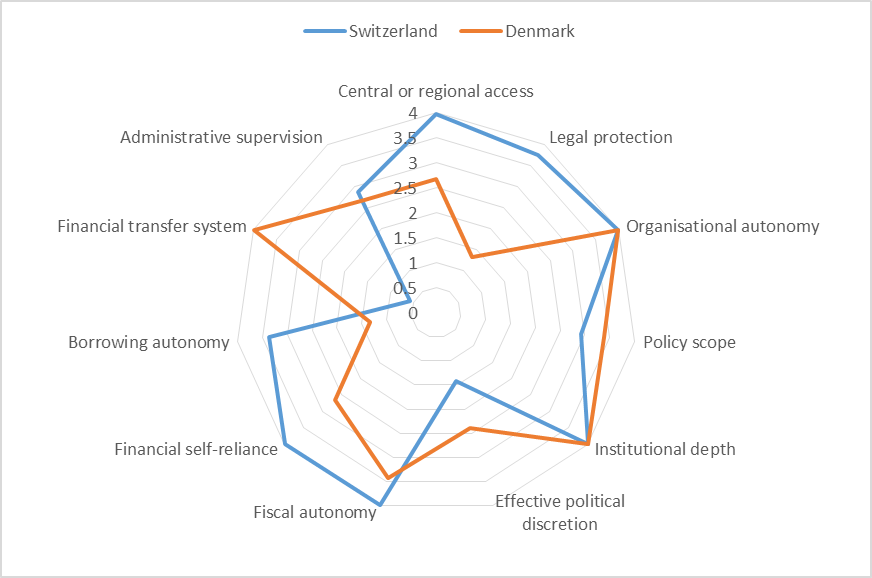 Switzerland
Denmark
Central or regional access
Administrative supervision
Legal protection
Financial transfer system
Organisational autonomy
Borrowing autonomy
Policy scope
Financial self-reliance
Institutional depth
Fiscal autonomy
Effective political
discretion
4
3.5
3
2.5
2
1.5
1
0.5
0